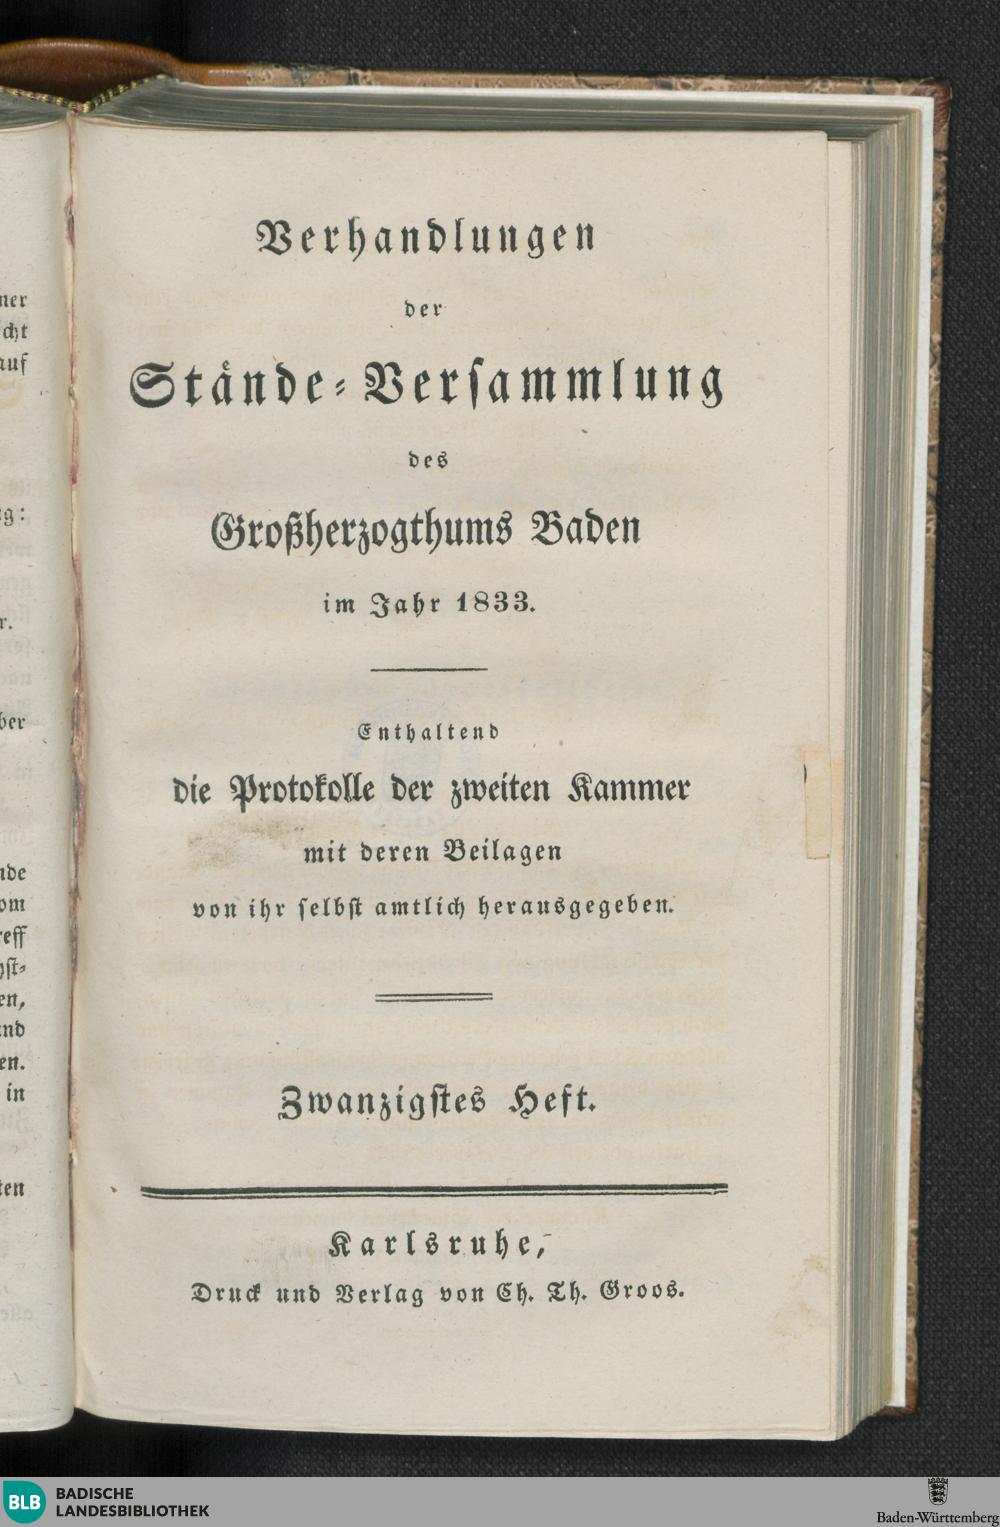 Verhandlungen
der
Stände-Versammlung
des
Großherzogthums Baden
im Jahr 1833.
Enthaltend
die Protokolle der zweiten Kammer
mit deren Beilagen
von ihr selbst amtlich herausgegeben.
Zwanzigstes Heft.
Karlsruhe,
Druck und Verlag von Ch. Th. Groos.
BLB BADISCHE
LANDESBIBLIOTHEK
Baden-Württemberg